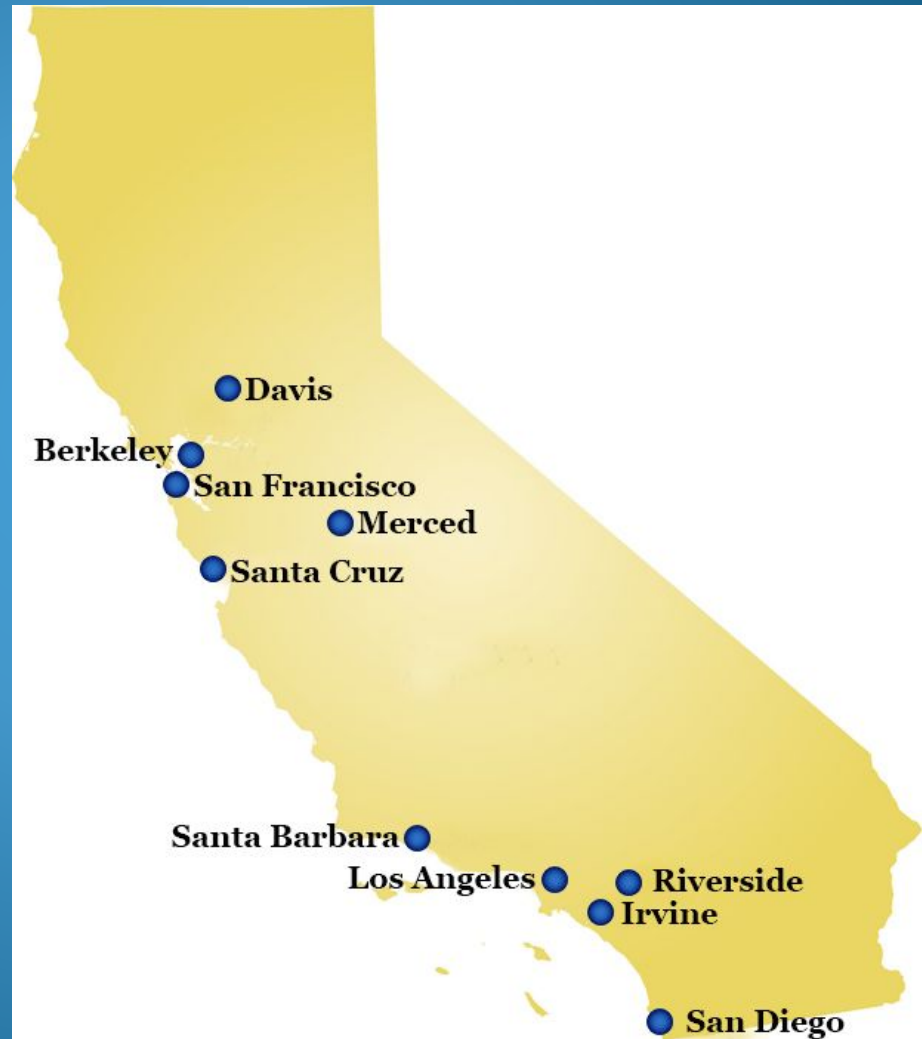 Davis
Berkeley
San Francisco
Merced
Santa Cruz
Santa Barbara
Los Angeles
Riverside
Irvine
San Diego